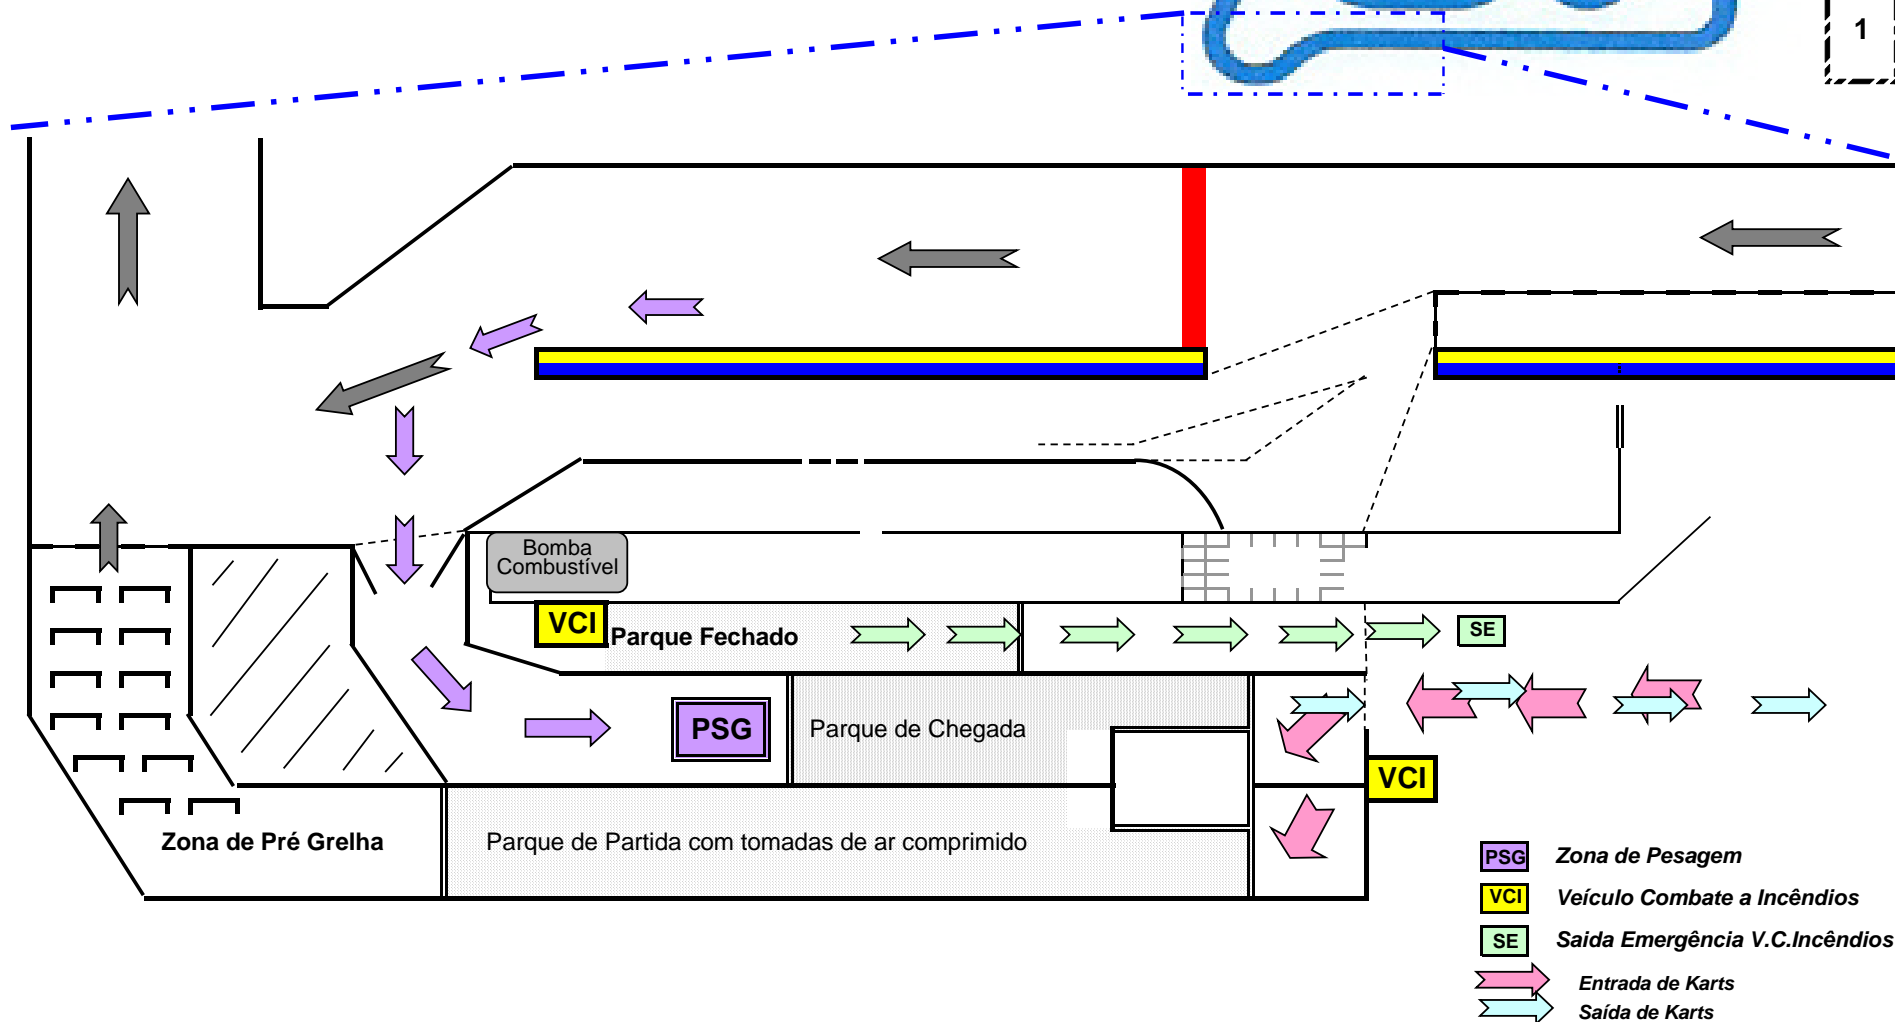 1
Bomba
Combustível
VCI
Parque Fechado
SE
PSG
Parque de Chegada
VCI
Zona de Pré Grelha
Parque de Partida com tomadas de ar comprimido
PSG Zona de Pesagem
VCI Veículo Combate a Incêndios
SE Saida Emergência V.C.Incêndios
Entrada de Karts
Saída de Karts